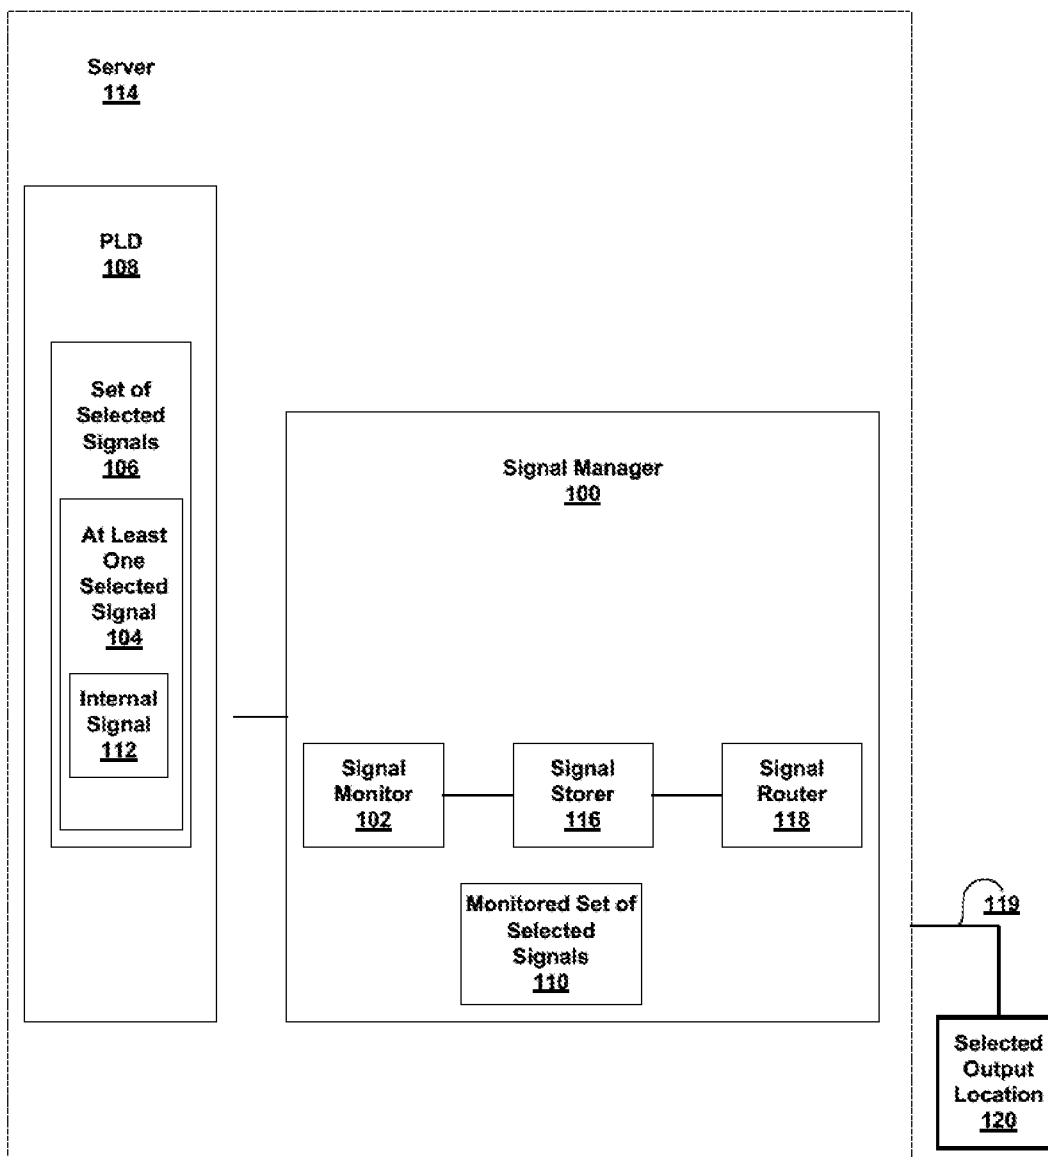 Server
114
PLD
108
Set of
Selected
Signals
106
At Least
One
Selected
Signal
104
Internal
Signal
112
Signal Manager
100
Signal
Monitor
102
Signal
Storer
116
Signal
Router
118
Monitored Set of
Selected
Signals
110
119
Selected
Output
Location
120